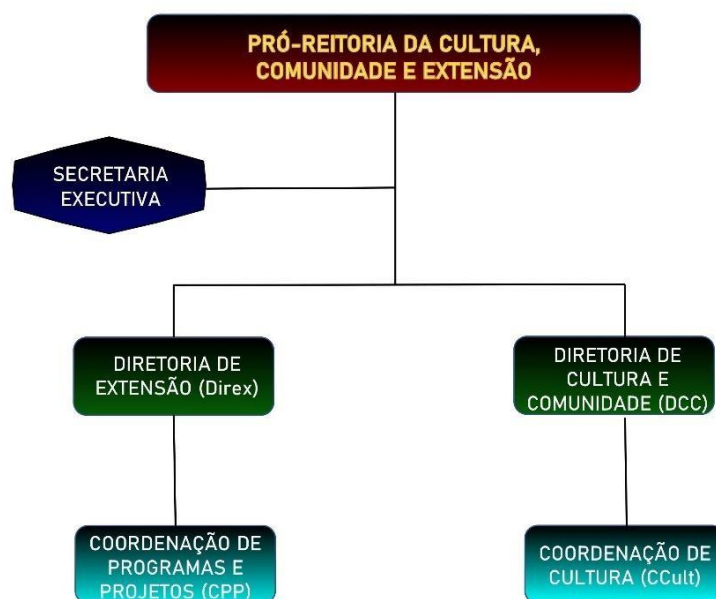 PRÓ-REITORIA DA CULTURA,
COMUNIDADE E EXTENSÃO
SECRETARIA
EXECUTIVA
DIRETORIA DE
EXTENSÃO (Direx)
DIRETORIA DE
CULTURA E
COMUNIDADE (DCC)
COORDENAÇÃO DE
PROGRAMAS E
PROJETOS (CPP)
COORDENAÇÃO DE
CULTURA (CCult)